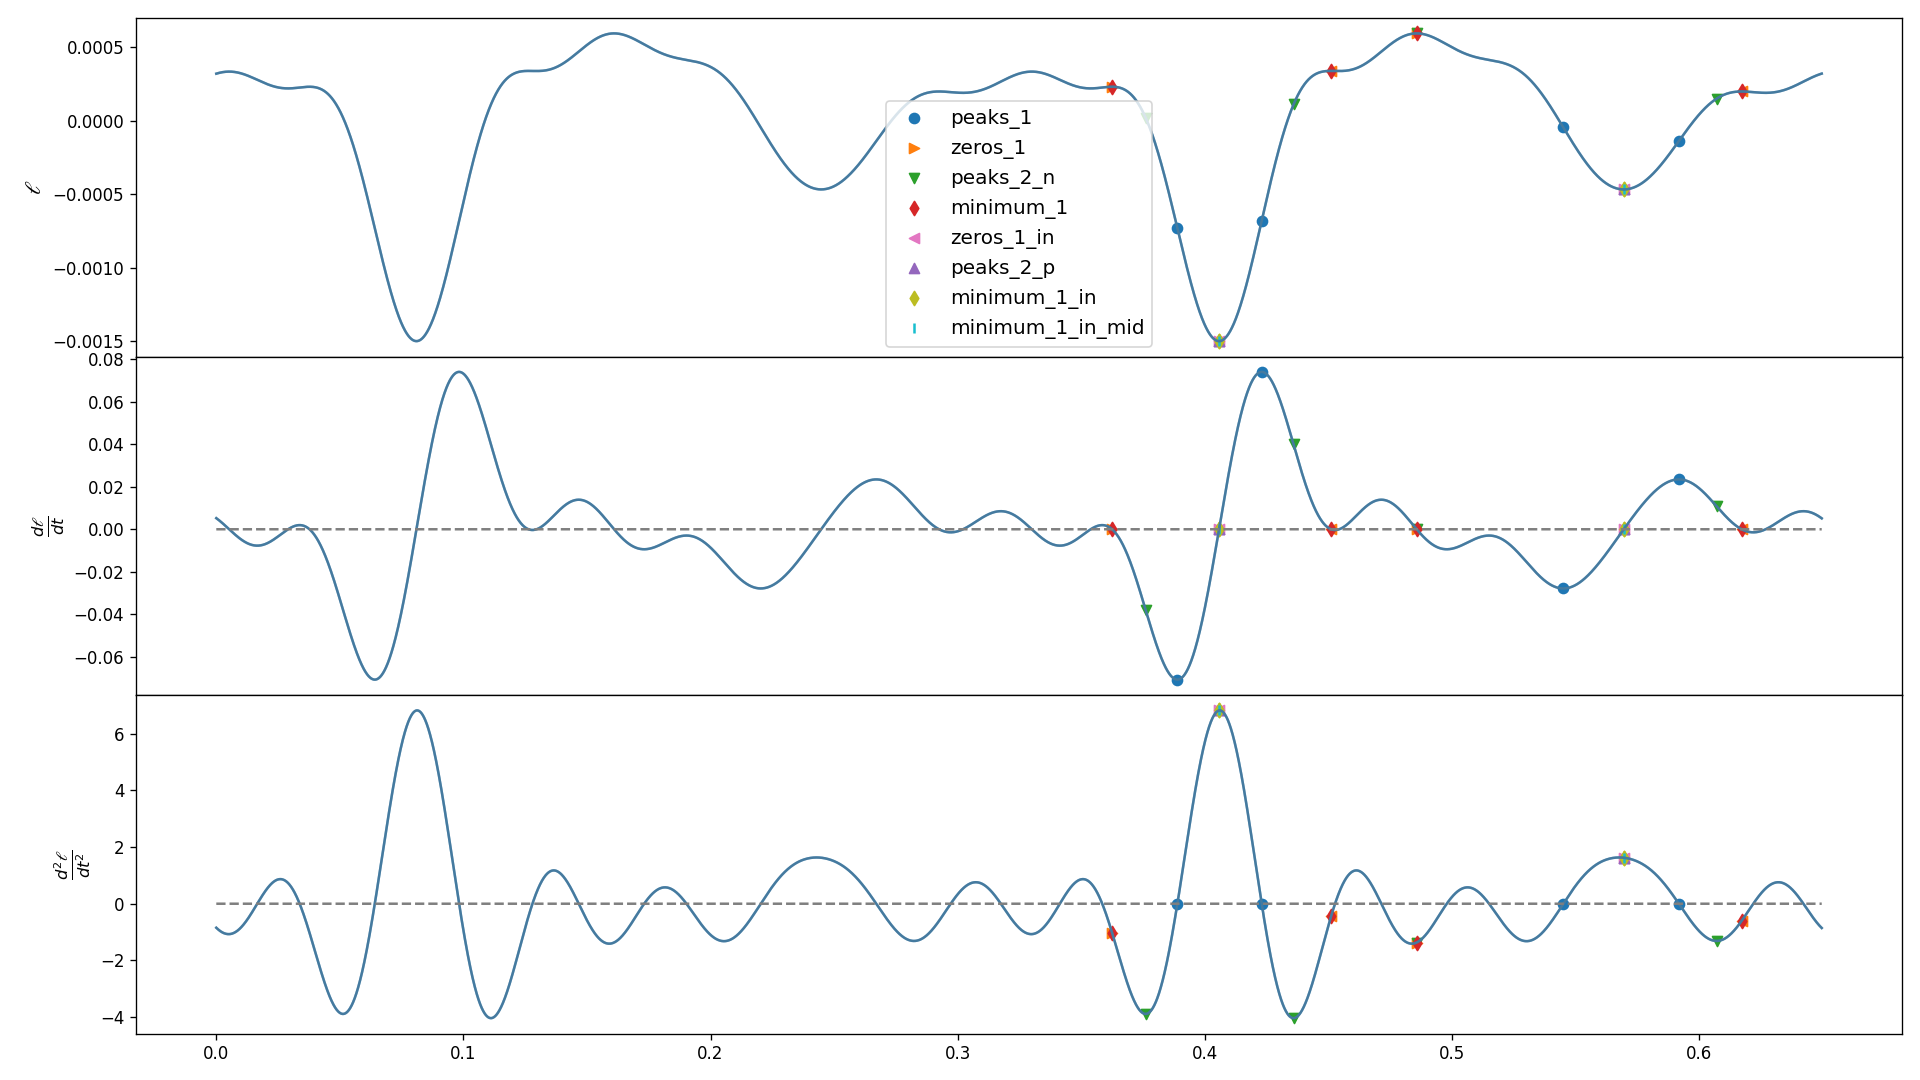 0.0005
0.0000
−0.0005
−0.0010
−0.0015
ℓ
peaks_1
zeros_1
peaks_2_n
minimum_1
zeros_1_in
peaks_2_p
minimum_1_in
minimum_1_in_mid
0.08
0.06
0.04
0.02
0.00
−0.02
−0.04
−0.06
dℓ
dt
6
4
2
0
−2
−4
d²ℓ
dt²
0.0 0.1 0.2 0.3 0.4 0.5 0.6